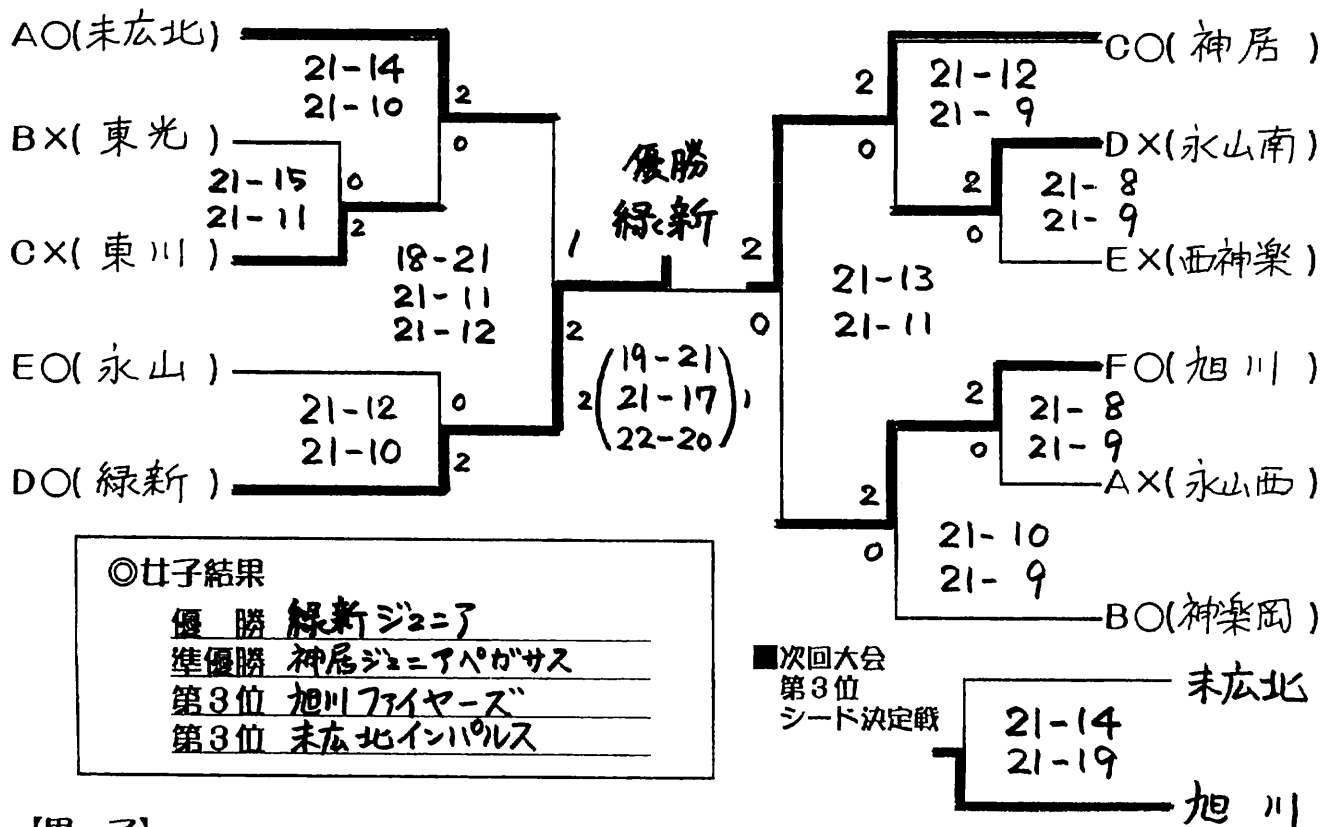 AO(末広北)
21-14
21-10
2
0
BX(東光)
21-15
21-11
0
2
CX(東川)
18-21
21-11
21-12
1
2
EO(永山)
21-12
21-10
0
2
DO(緑新)
優勝
緑新
2(19-21
21-17
22-20)1
2
0
CO(神居)
21-12
21-9
2
0
DX(永山南)
21-8
21-9
2
0
EX(西神楽)
21-13
21-11
FO(旭川)
21-8
21-9
2
0
AX(永山西)
21-10
21-9
2
0
BO(神楽岡)
◎女子結果
優 勝 緑新ジュニア
準優勝 神居ジュニアペガサス
第3位 旭川ファイヤーズ
第3位 末広北インパルス
■次回大会
第3位
シード決定戦
末広北
21-14
21-19
旭川